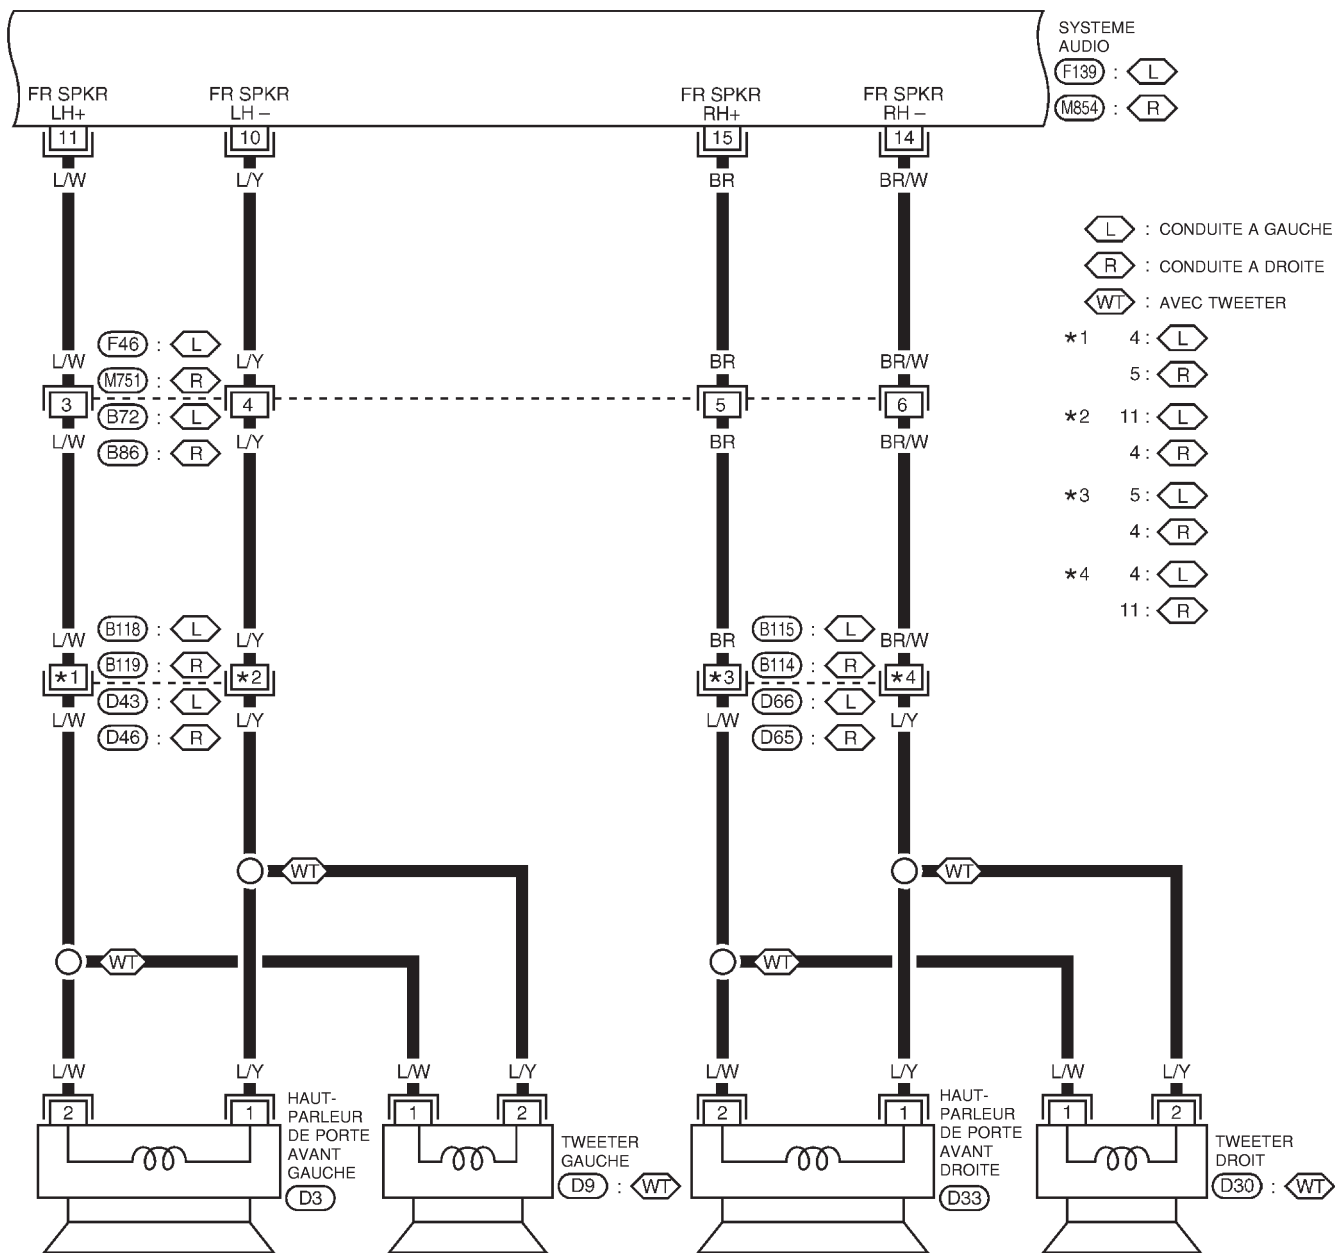 SYSTEME
AUDIO
F139 : L
M854 : R
FR SPKR LH+
FR SPKR LH –
FR SPKR RH+
FR SPKR RH –
11 10 15 14
L/W L/Y BR BR/W
L : CONDUITE A GAUCHE
R : CONDUITE A DROITE
WT : AVEC TWEETER
*1 4 : L
5 : R
*2 11 : L
4 : R
*3 5 : L
4 : R
*4 4 : L
11 : R
F46 : L
L/W L/Y BR BR/W
M751 : R
3 4 5 6
B72 : L
L/W L/Y BR BR/W
B86 : R
B118 : L B115 : L
L/W L/Y BR BR/W
B119 : R B114 : R
*1 *2 *3 *4
D43 : L D66 : L
L/W L/Y L/W L/Y
D46 : R D65 : R
WT WT
WT WT
L/W L/Y L/W L/Y L/W L/Y L/W L/Y
2 1 1 2 2 1 1 2
HAUT-
PARLEUR
DE PORTE
AVANT
GAUCHE
D3
TWEETER
GAUCHE
D9 : WT
HAUT-
PARLEUR
DE PORTE
AVANT
DROITE
D33
TWEETER
DROIT
D30 : WT